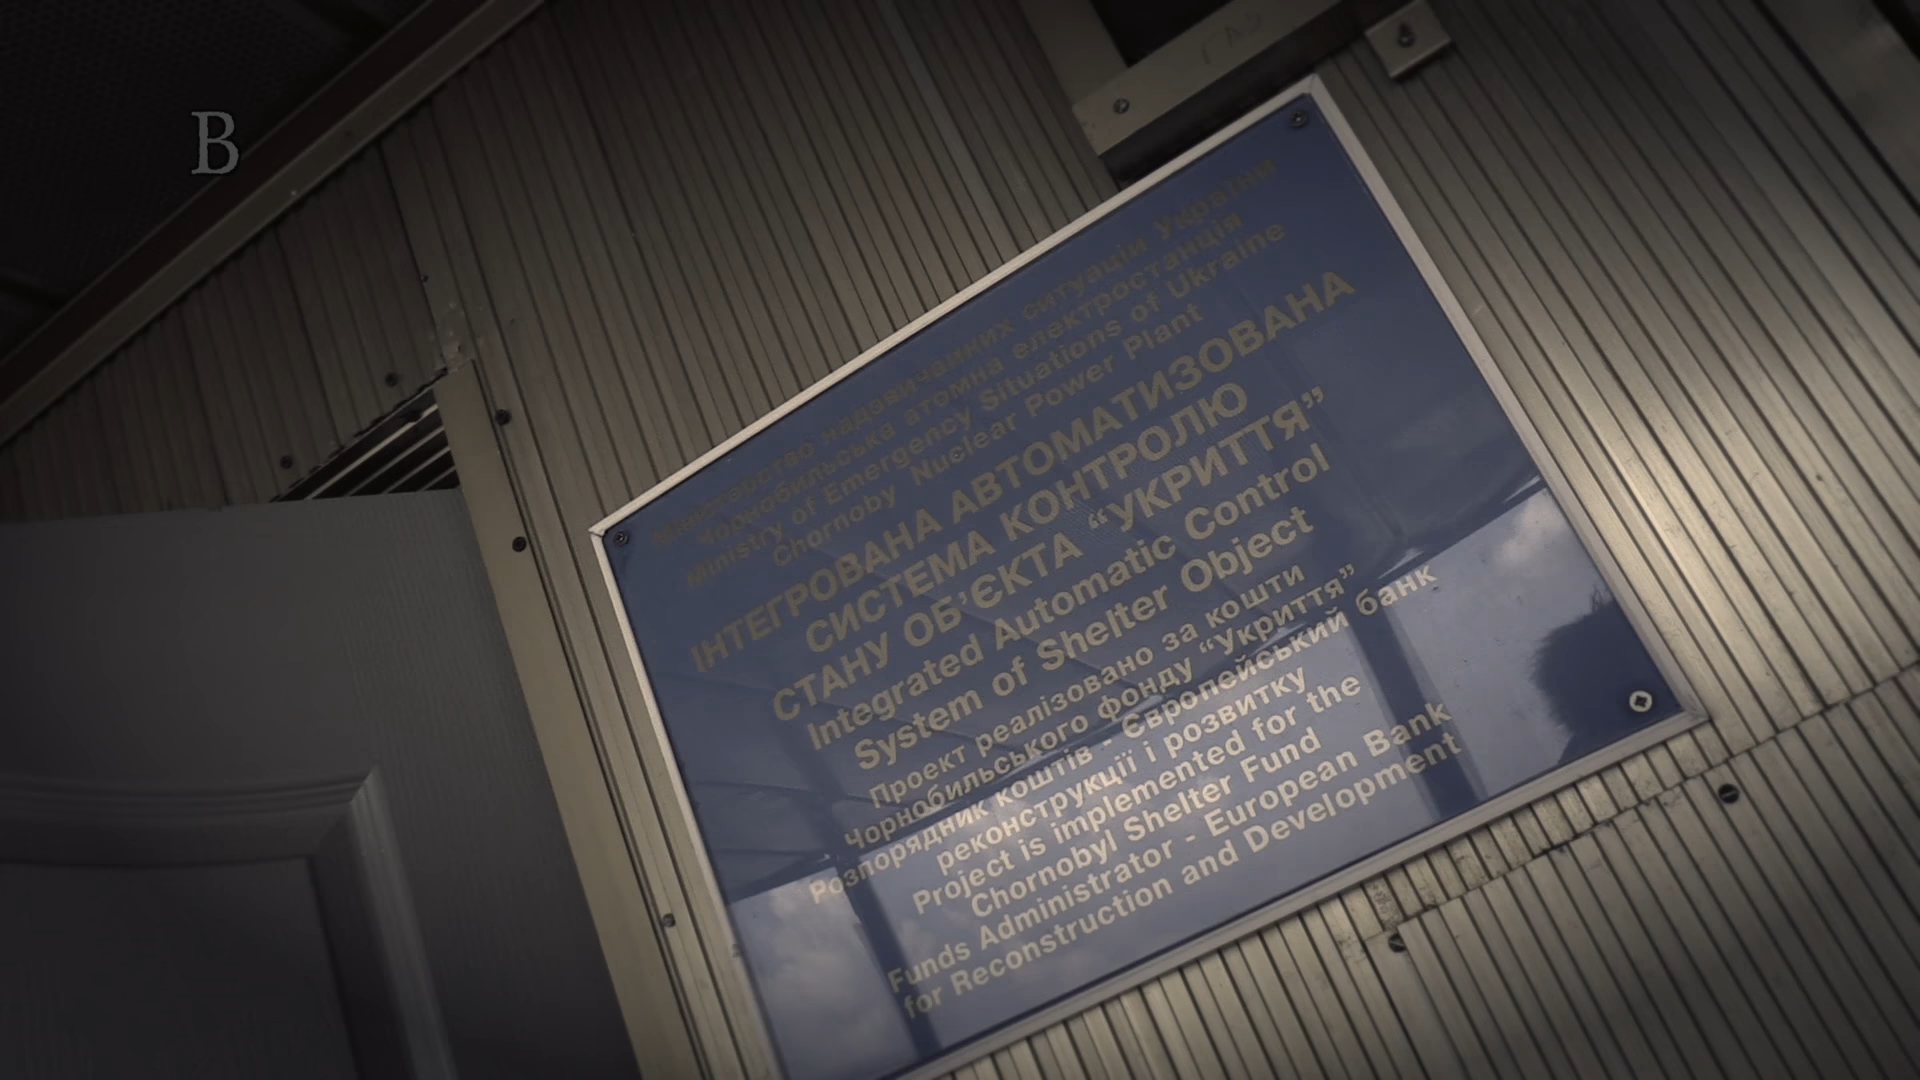 В
ГАЗ
Міністерство надзвичайних ситуацій України
Чорнобильська атомна електростанція
Ministry of Emergency Situations of Ukraine
Chornoby Nuclear Power Plant
ІНТЕГРОВАНА АВТОМАТИЗОВАНА
СИСТЕМА КОНТРОЛЮ
СТАНУ ОБ’ЄКТА “УКРИТТЯ”
Integrated Automatic Control
System of Shelter Object
Проект реалізовано за кошти
Чорнобильського фонду “Укриття”
Розпорядник коштів - Європейський банк
реконструкції і розвитку
Project is implemented for the
Chornobyl Shelter Fund
Funds Administrator - European Bank
for Reconstruction and Development